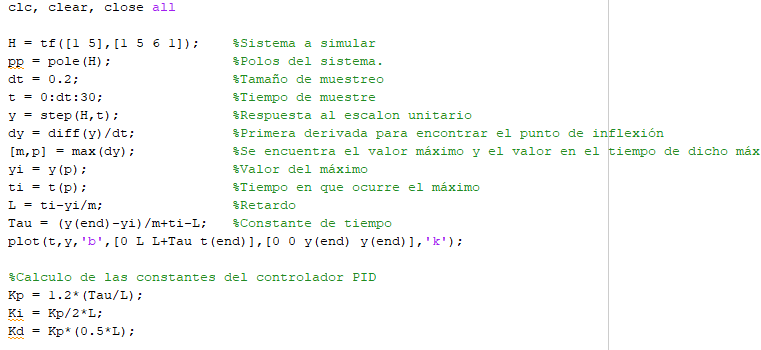 clc, clear, close all
H = tf([1 5],[1 5 6 1]);    %Sistema a simular
pp = pole(H);               %Polos del sistema.
dt = 0.2;                   %Tamaño de muestreo
t = 0:dt:30;                %Tiempo de muestre
y = step(H,t);              %Respuesta al escalon unitario
dy = diff(y)/dt;            %Primera derivada para encontrar el punto de inflexión
[m,p] = max(dy);            %Se encuentra el valor máximo y el valor en el tiempo de dicho máx
yi = y(p);                  %Valor del máximo
ti = t(p);                  %Tiempo en que ocurre el máximo
L = ti-yi/m;                %Retardo
Tau = (y(end)-yi)/m+ti-L;   %Constante de tiempo
plot(t,y,'b',[0 L L+Tau t(end)],[0 0 y(end) y(end)],'k');
%Calculo de las constantes del controlador PID
Kp = 1.2*(Tau/L);
Ki = Kp/2*L;
Kd = Kp*(0.5*L);